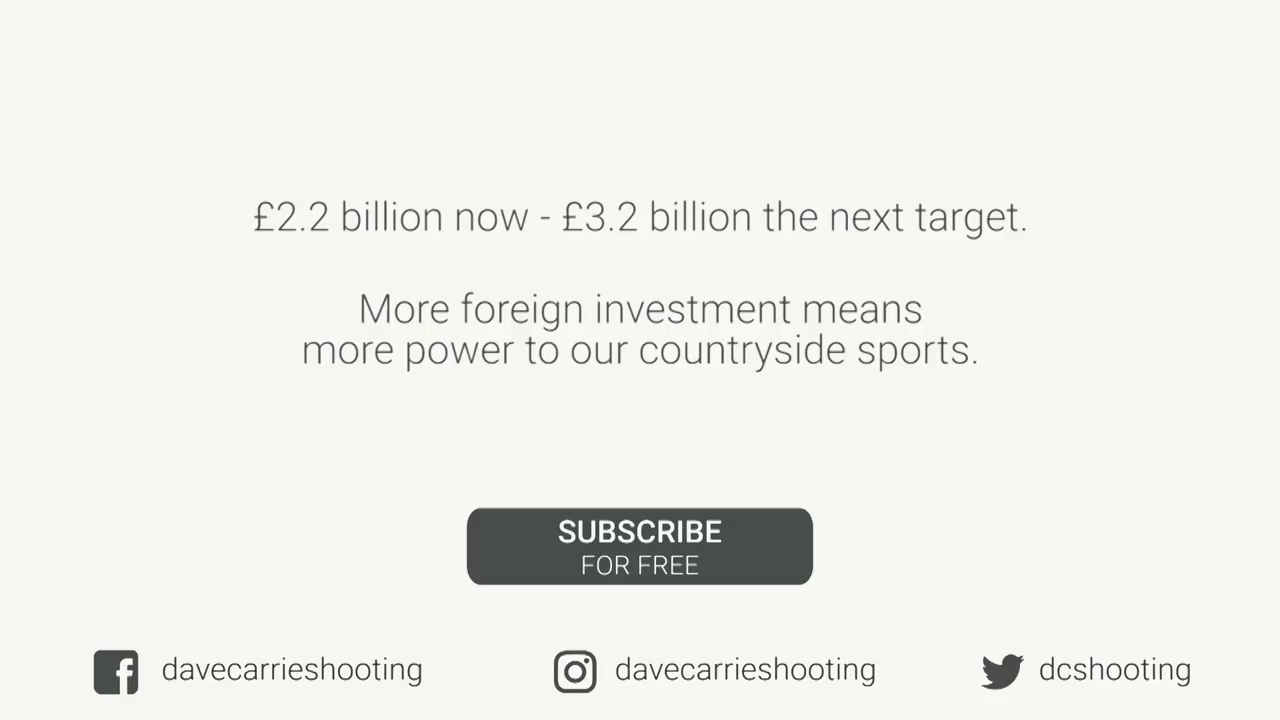 £2.2 billion now - £3.2 billion the next target.
More foreign investment means
more power to our countryside sports.
SUBSCRIBE
FOR FREE
davecarrieshooting
davecarrieshooting
dcshooting